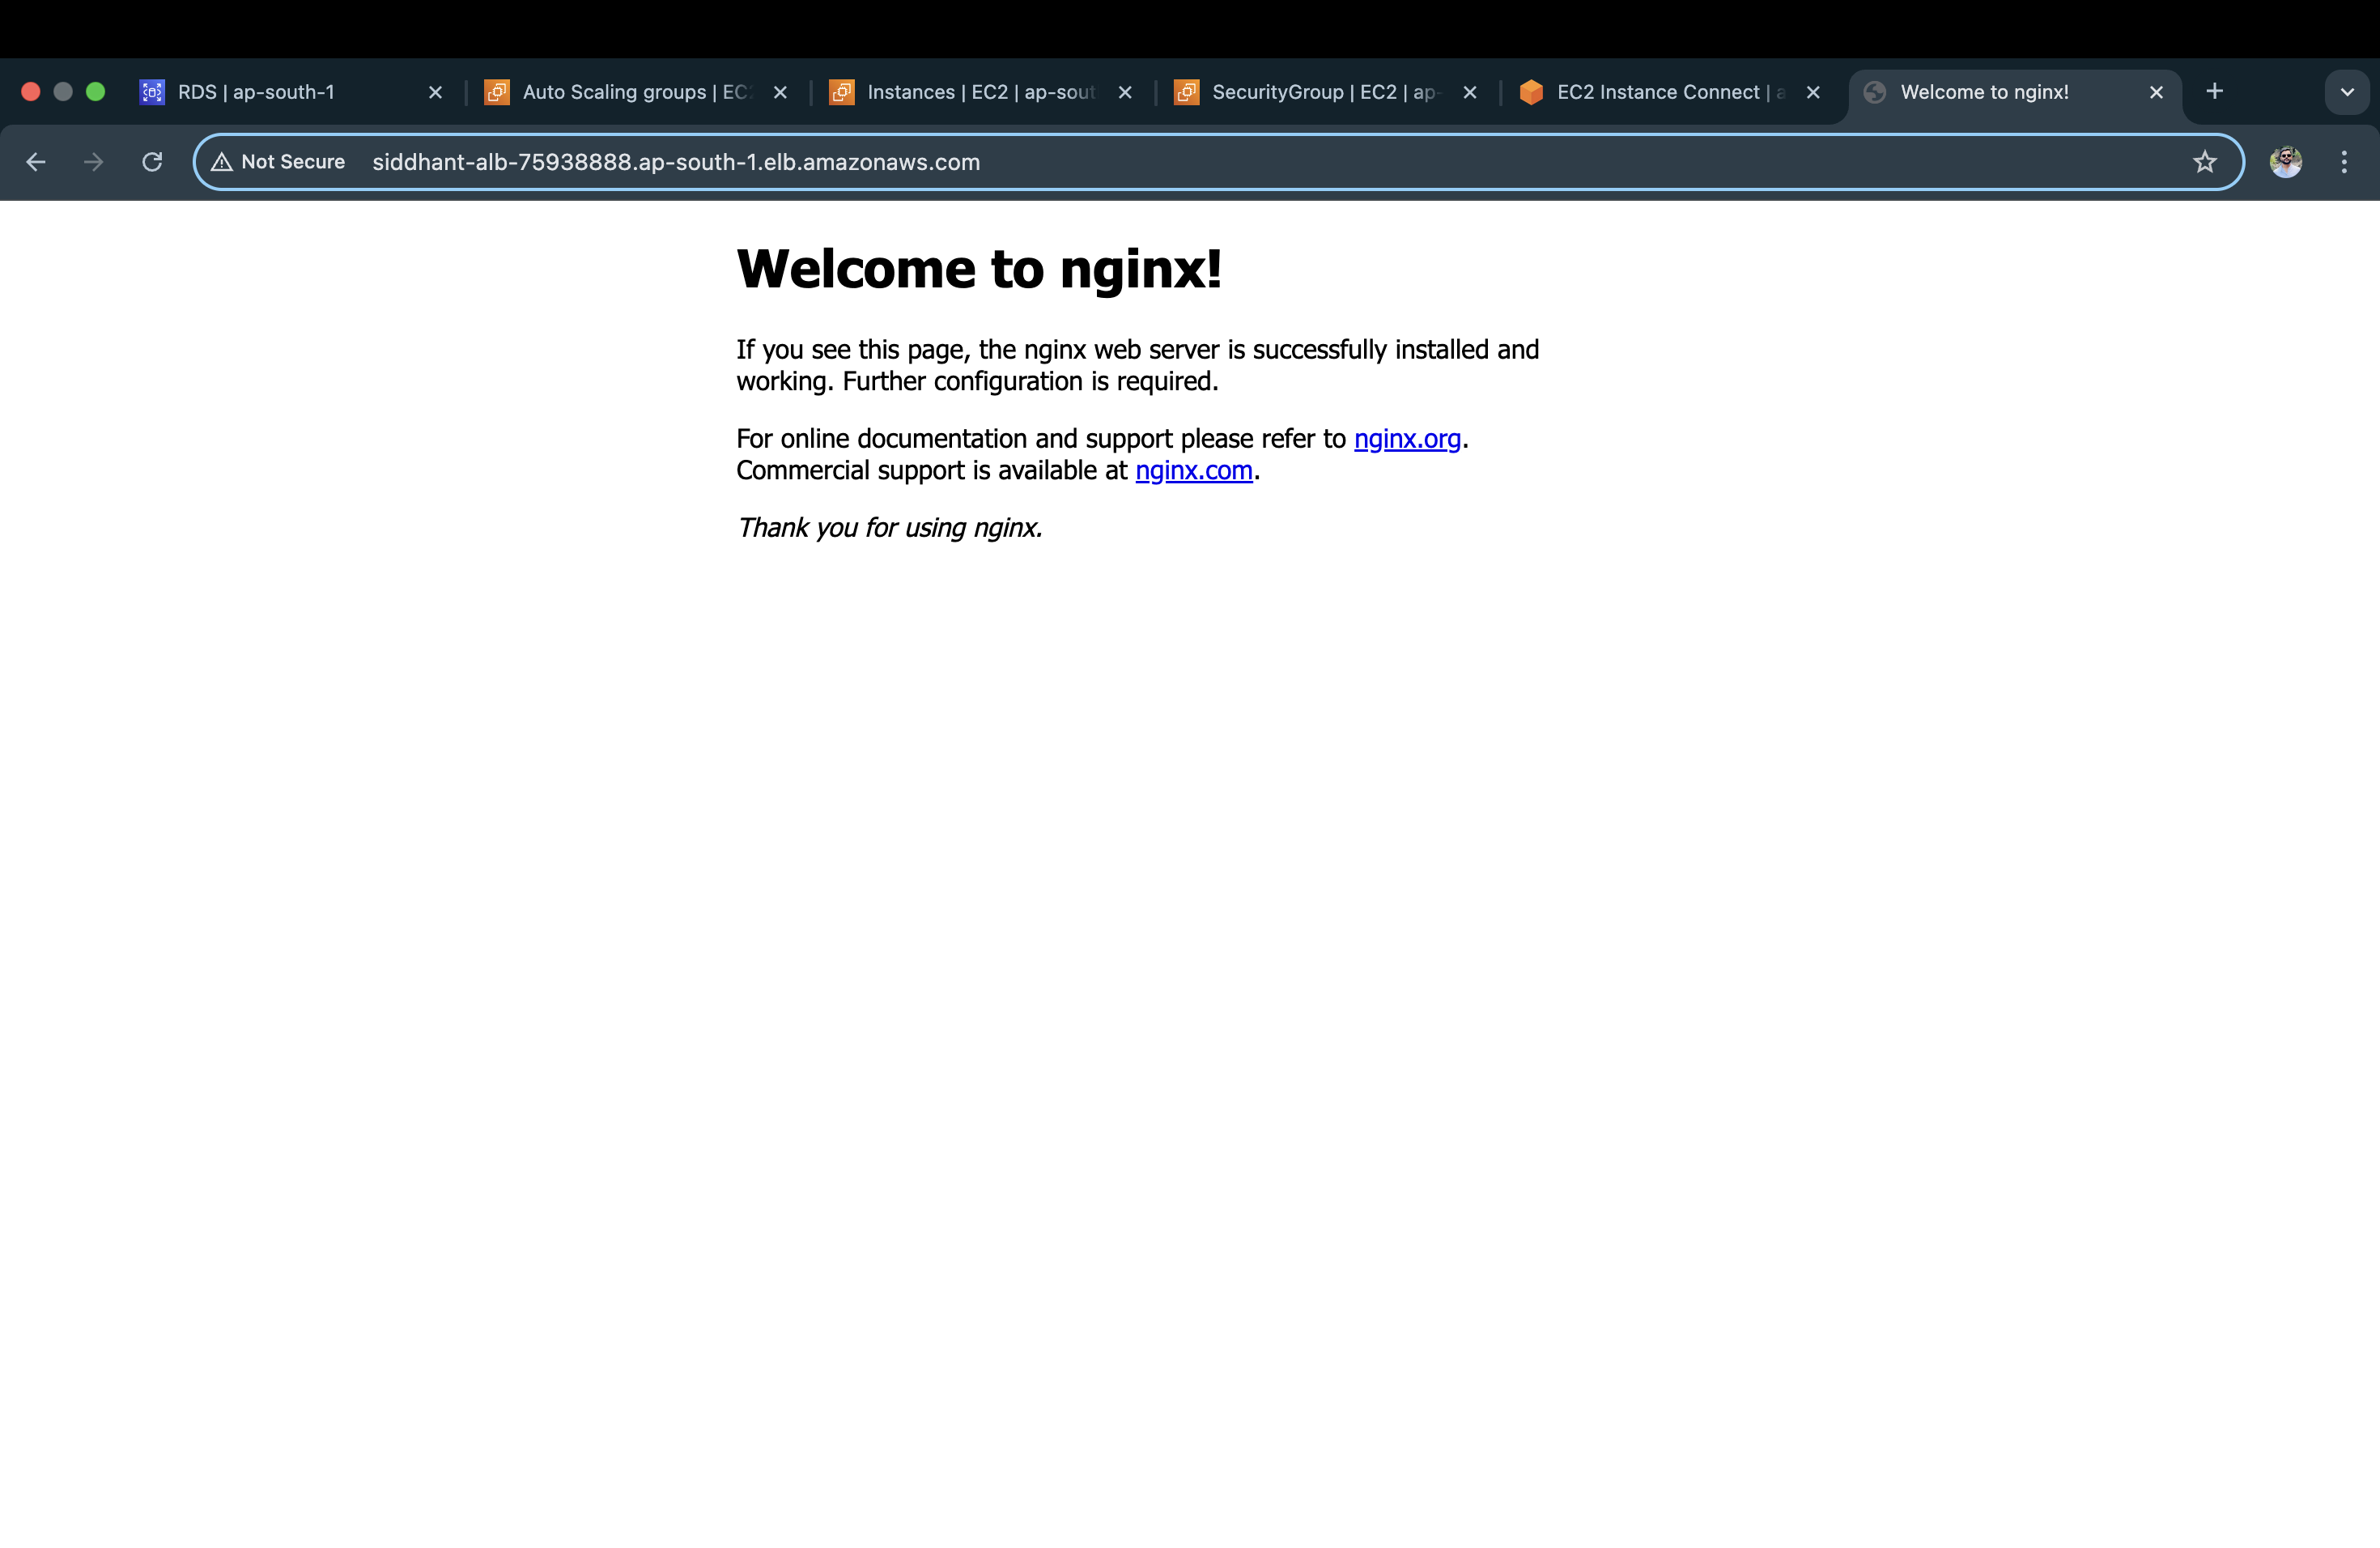 RDS | ap-south-1
Auto Scaling groups | EC
Instances | EC2 | ap-sout
SecurityGroup | EC2 | ap-
EC2 Instance Connect | a
Welcome to nginx!
Not Secure
siddhant-alb-75938888.ap-south-1.elb.amazonaws.com
Welcome to nginx!
If you see this page, the nginx web server is successfully installed and
working. Further configuration is required.
For online documentation and support please refer to nginx.org.
Commercial support is available at nginx.com.
Thank you for using nginx.